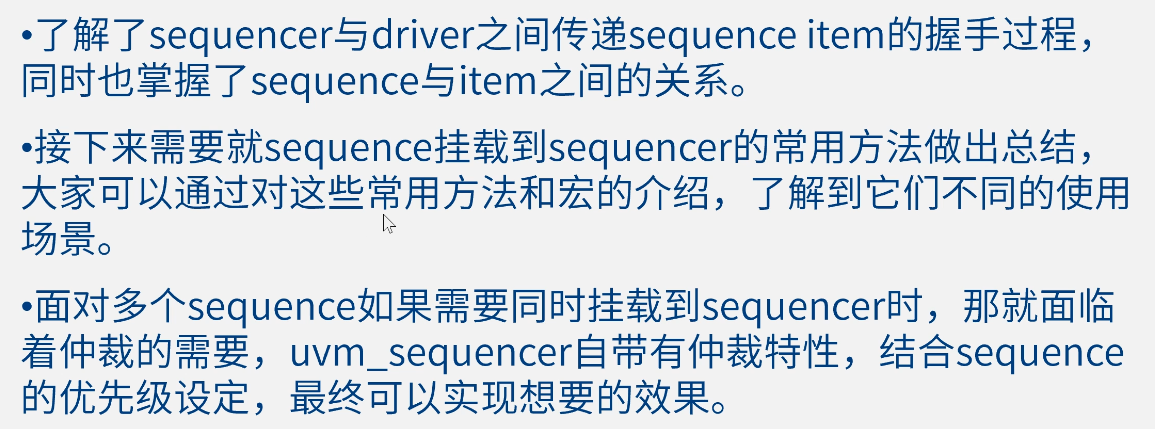 •了解了sequencer与driver之间传递sequence item的握手过程，
同时也掌握了sequence与item之间的关系。
•接下来需要就sequence挂载到sequencer的常用方法做出总结，
大家可以通过对这些常用方法和宏的介绍，了解到它们不同的使用
场景。
•面对多个sequence如果需要同时挂载到sequencer时，那就面临
着仲裁的需要，uvm_sequencer自带有仲裁特性，结合sequence
的优先级设定，最终可以实现想要的效果。